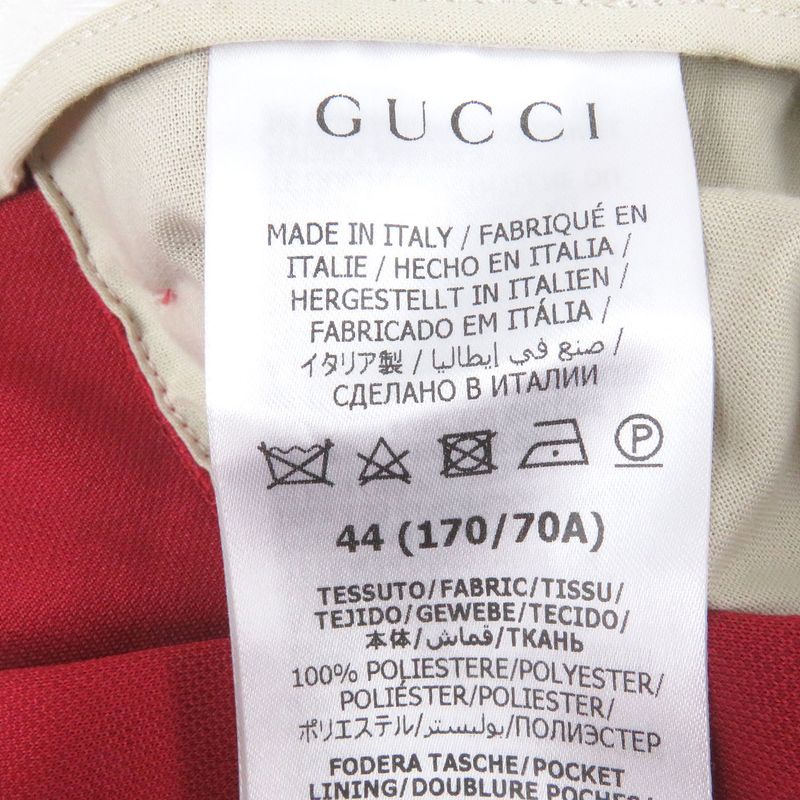 GUCCI
MADE IN ITALY / FABRIQUÉ EN
ITALIE / HECHO EN ITALIA /
HERGESTELLT IN ITALIEN /
FABRICADO EM ITÁLIA /
イタリア製 / صنع في إيطاليا /
СДЕЛАНО В ИТАЛИИ
P
44 (170/70A)
TESSUTO/FABRIC/TISSU/
TEJIDO/GEWEBE/TECIDO/
本体/قماش/ТКАНЬ
100% POLIESTERE/POLYESTER/
POLIÉSTER/POLIESTER/
ポリエステル/بوليستر/ПОЛИЭСТЕР
FODERA TASCHE/POCKET
LINING/DOUBLURE POCHES/